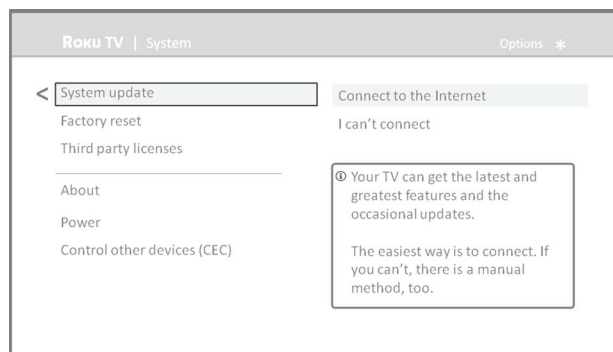 Roku TV | System
Options *
< System update
Factory reset
Third party licenses
About
Power
Control other devices (CEC)
Connect to the Internet
I can't connect
ⓘ Your TV can get the latest and
greatest features and the
occasional updates.
The easiest way is to connect. If
you can't, there is a manual
method, too.